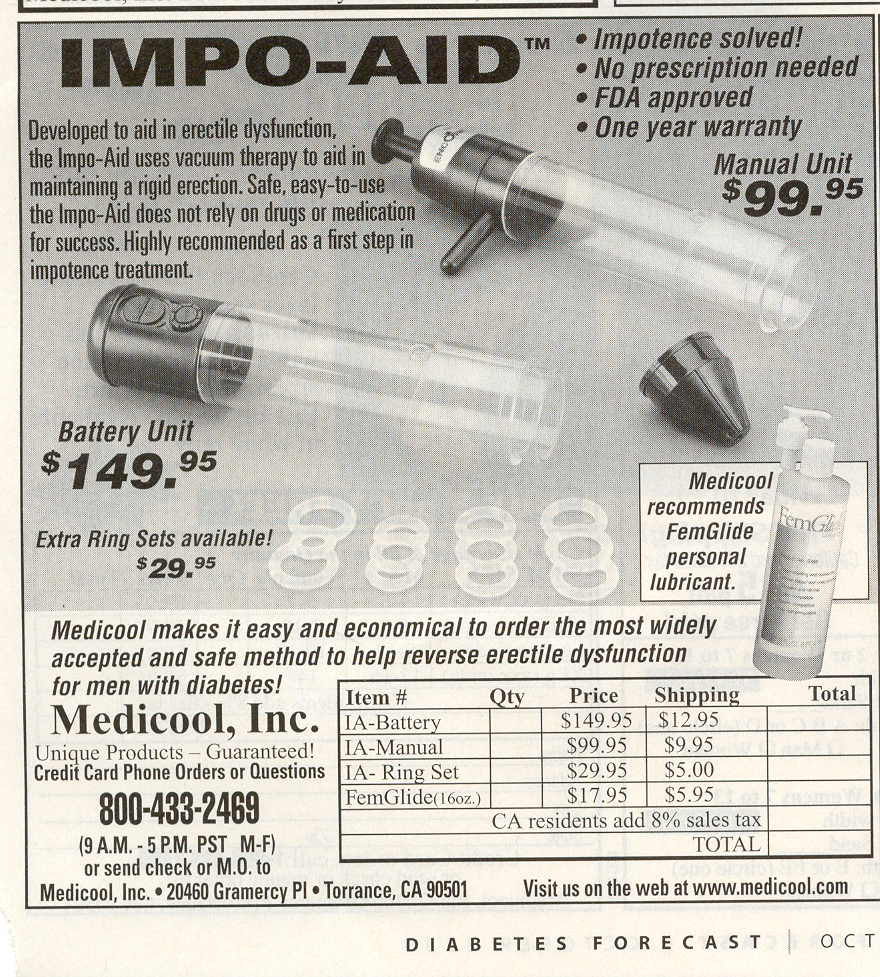 IMPO-AID™
• Impotence solved!
• No prescription needed
• FDA approved
• One year warranty
Developed to aid in erectile dysfunction,
the Impo-Aid uses vacuum therapy to aid in
maintaining a rigid erection. Safe, easy-to-use
the Impo-Aid does not rely on drugs or medication
for success. Highly recommended as a first step in
impotence treatment.
Manual Unit
$99.95
Battery Unit
$149.95
Extra Ring Sets available!
$29.95
Medicool
recommends
FemGlide
personal
lubricant.
FemGlide
Medicool makes it easy and economical to order the most widely
accepted and safe method to help reverse erectile dysfunction
for men with diabetes!
Medicool, Inc.
Unique Products – Guaranteed!
Credit Card Phone Orders or Questions
800-433-2469
(9 A.M. - 5 P.M. PST M-F)
or send check or M.O. to
Item # Qty Price Shipping Total
IA-Battery $149.95 $12.95
IA-Manual $99.95 $9.95
IA- Ring Set $29.95 $5.00
FemGlide(16oz.) $17.95 $5.95
CA residents add 8% sales tax
TOTAL
Medicool, Inc. • 20460 Gramercy Pl • Torrance, CA 90501 Visit us on the web at www.medicool.com
DIABETES FORECAST | OCT